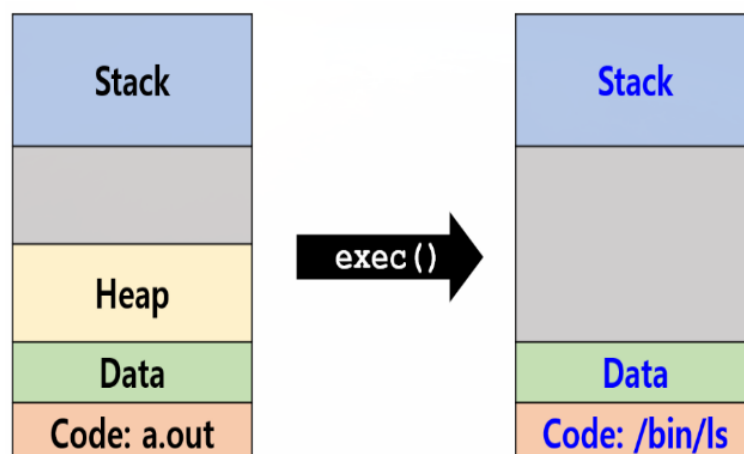 Stack
Heap
Data
Code: a.out
exec()
Stack
Data
Code: /bin/ls